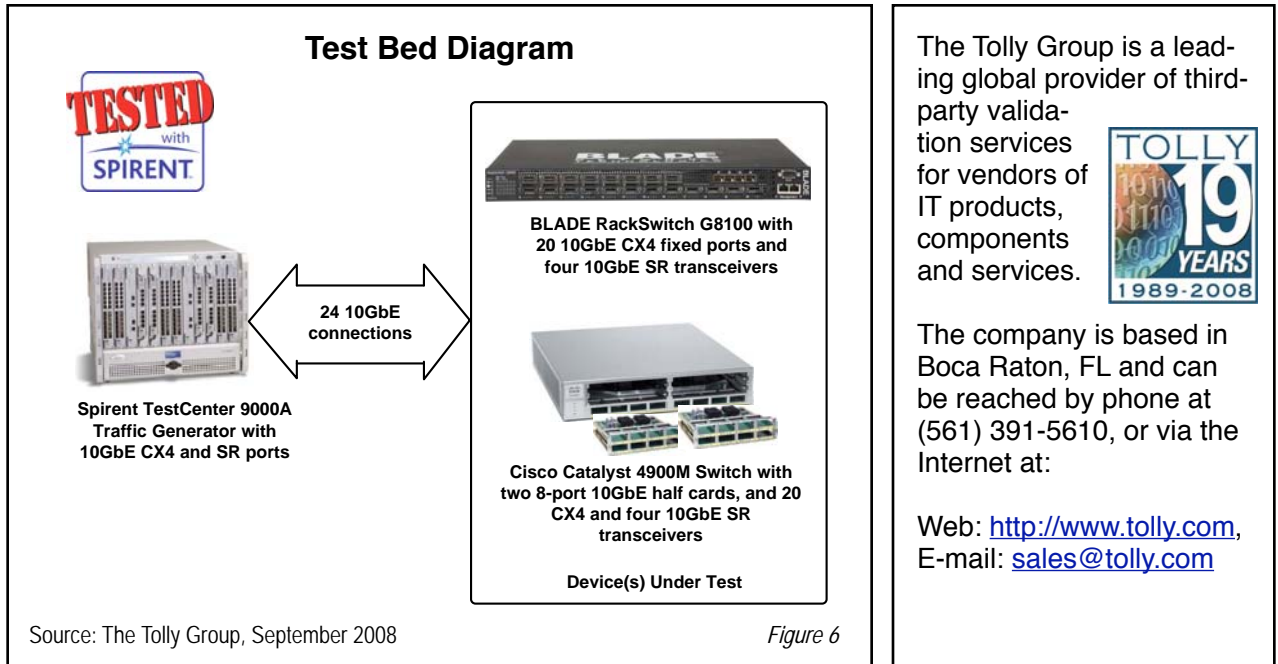 Test Bed Diagram
TESTED
with
SPIRENT
BLADE
BLADE RackSwitch G8100 with
20 10GbE CX4 fixed ports and
four 10GbE SR transceivers
24 10GbE
connections
Spirent TestCenter 9000A
Traffic Generator with
10GbE CX4 and SR ports
Cisco Catalyst 4900M Switch with
two 8-port 10GbE half cards, and 20
CX4 and four 10GbE SR
transceivers
Device(s) Under Test
Source: The Tolly Group, September 2008
Figure 6
The Tolly Group is a lead-
ing global provider of third-
party valida-
tion services
for vendors of
IT products,
components
and services.
TOLLY
19
YEARS
1989-2008
The company is based in
Boca Raton, FL and can
be reached by phone at
(561) 391-5610, or via the
Internet at:
Web: http://www.tolly.com,
E-mail: sales@tolly.com